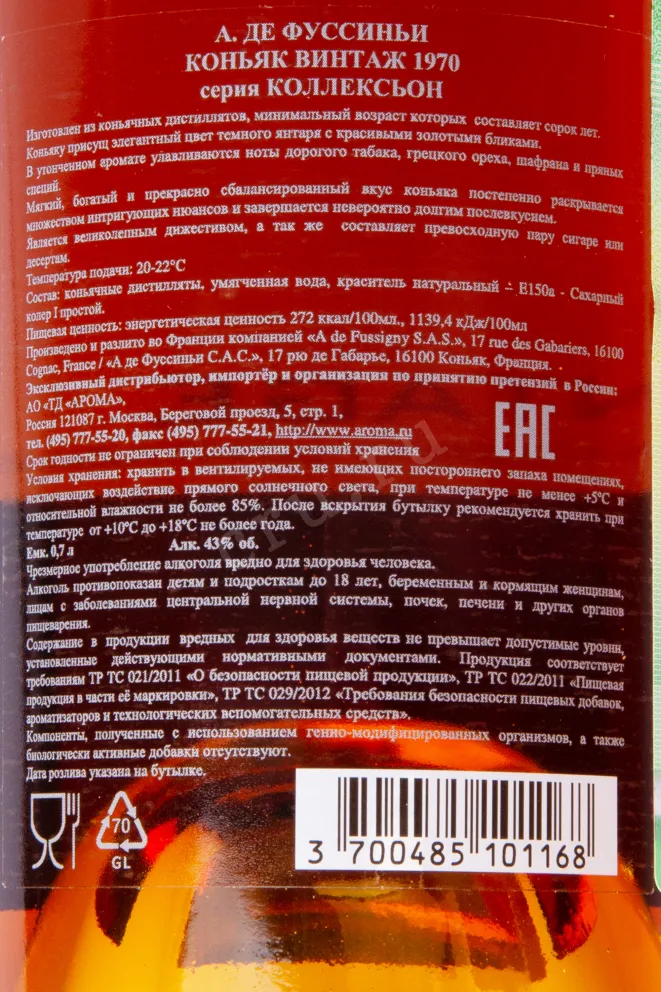 А. ДЕ ФУССИНЬИ
КОНЬЯК ВИНТАЖ 1970
серия КОЛЛЕКСЬОН
Изготовлен из коньячных дистиллятов, минимальный возраст которых составляет сорок лет.
Коньяку присущ элегантный цвет темного янтаря с красивыми золотыми бликами.
В утонченном аромате улавливаются ноты дорогого табака, грецкого ореха, шафрана и пряных
специй.
Мягкий, богатый и прекрасно сбалансированный вкус коньяка постепенно раскрывается
множеством интригующих нюансов и завершается невероятно долгим послевкусием.
Является великолепным дижестивом, а так же составляет превосходную пару сигаре или
десертам.
Температура подачи: 20-22°С
Состав: коньячные дистилляты, умягченная вода, краситель натуральный – Е150а - Сахарный
колер I простой.
Пищевая ценность: энергетическая ценность 272 ккал/100мл., 1139,4 кДж/100мл
Произведено и разлито во Франции компанией «A de Fussigny S.A.S.», 17 rue des Gabariers, 16100
Cognac, France / «А де Фуссиньи С.А.С.», 17 рю де Габарье, 16100 Коньяк, Франция.
Эксклюзивный дистрибьютор, импортёр и организация по принятию претензий в России:
АО «ТД «АРОМА»,
Россия 121087 г. Москва, Береговой проезд, 5, стр. 1,
тел. (495) 777-55-20, факс (495) 777-55-21, http://www.aroma.ru
Срок годности не ограничен при соблюдении условий хранения
EAC
Условия хранения: хранить в вентилируемых, не имеющих постороннего запаха помещениях,
исключающих воздействие прямого солнечного света, при температуре не менее +5°С и
относительной влажности не более 85%. После вскрытия бутылку рекомендуется хранить при
температуре от +10°С до +18°С не более года.
Емк. 0,7 л Алк. 43% об.
Чрезмерное употребление алкоголя вредно для здоровья человека.
Алкоголь противопоказан детям и подросткам до 18 лет, беременным и кормящим женщинам,
лицам с заболеваниями центральной нервной системы, почек, печени и других органов
пищеварения.
Содержание в продукции вредных для здоровья веществ не превышает допустимые уровни,
установленные действующими нормативными документами. Продукция соответствует
требованиям ТР ТС 021/2011 «О безопасности пищевой продукции», ТР ТС 022/2011 «Пищевая
продукция в части её маркировки», ТР ТС 029/2012 «Требования безопасности пищевых добавок,
ароматизаторов и технологических вспомогательных средств».
Компоненты, полученные с использованием генно-модифицированных организмов, а также
биологически активные добавки отсутствуют.
Дата розлива указана на бутылке.
70
GL
3 700485 101168